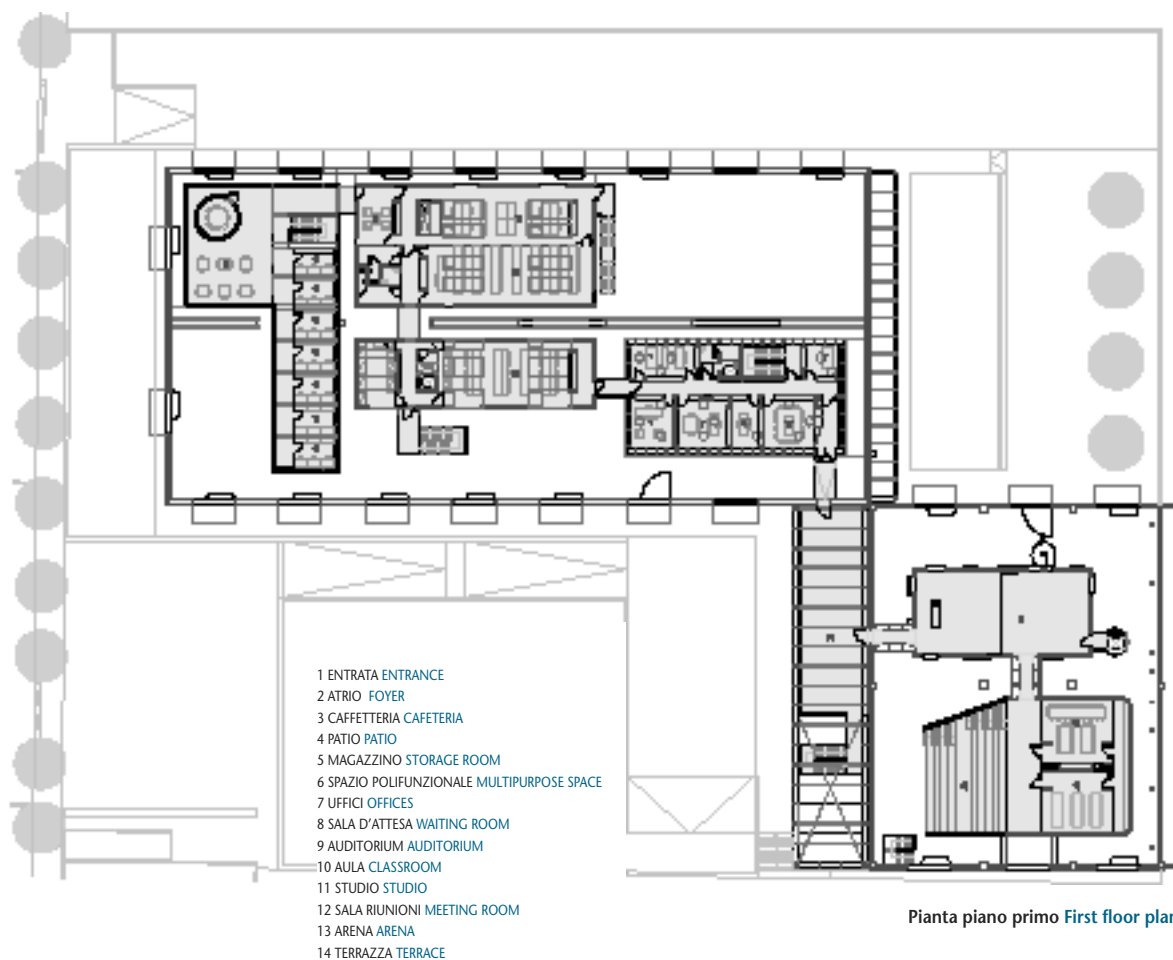 1 ENTRATA ENTRANCE
2 ATRIO FOYER
3 CAFFETTERIA CAFETERIA
4 PATIO PATIO
5 MAGAZZINO STORAGE ROOM
6 SPAZIO POLIFUNZIONALE MULTIPURPOSE SPACE
7 UFFICI OFFICES
8 SALA D'ATTESA WAITING ROOM
9 AUDITORIUM AUDITORIUM
10 AULA CLASSROOM
11 STUDIO STUDIO
12 SALA RIUNIONI MEETING ROOM
13 ARENA ARENA
14 TERRAZZA TERRACE
Pianta piano primo First floor plan